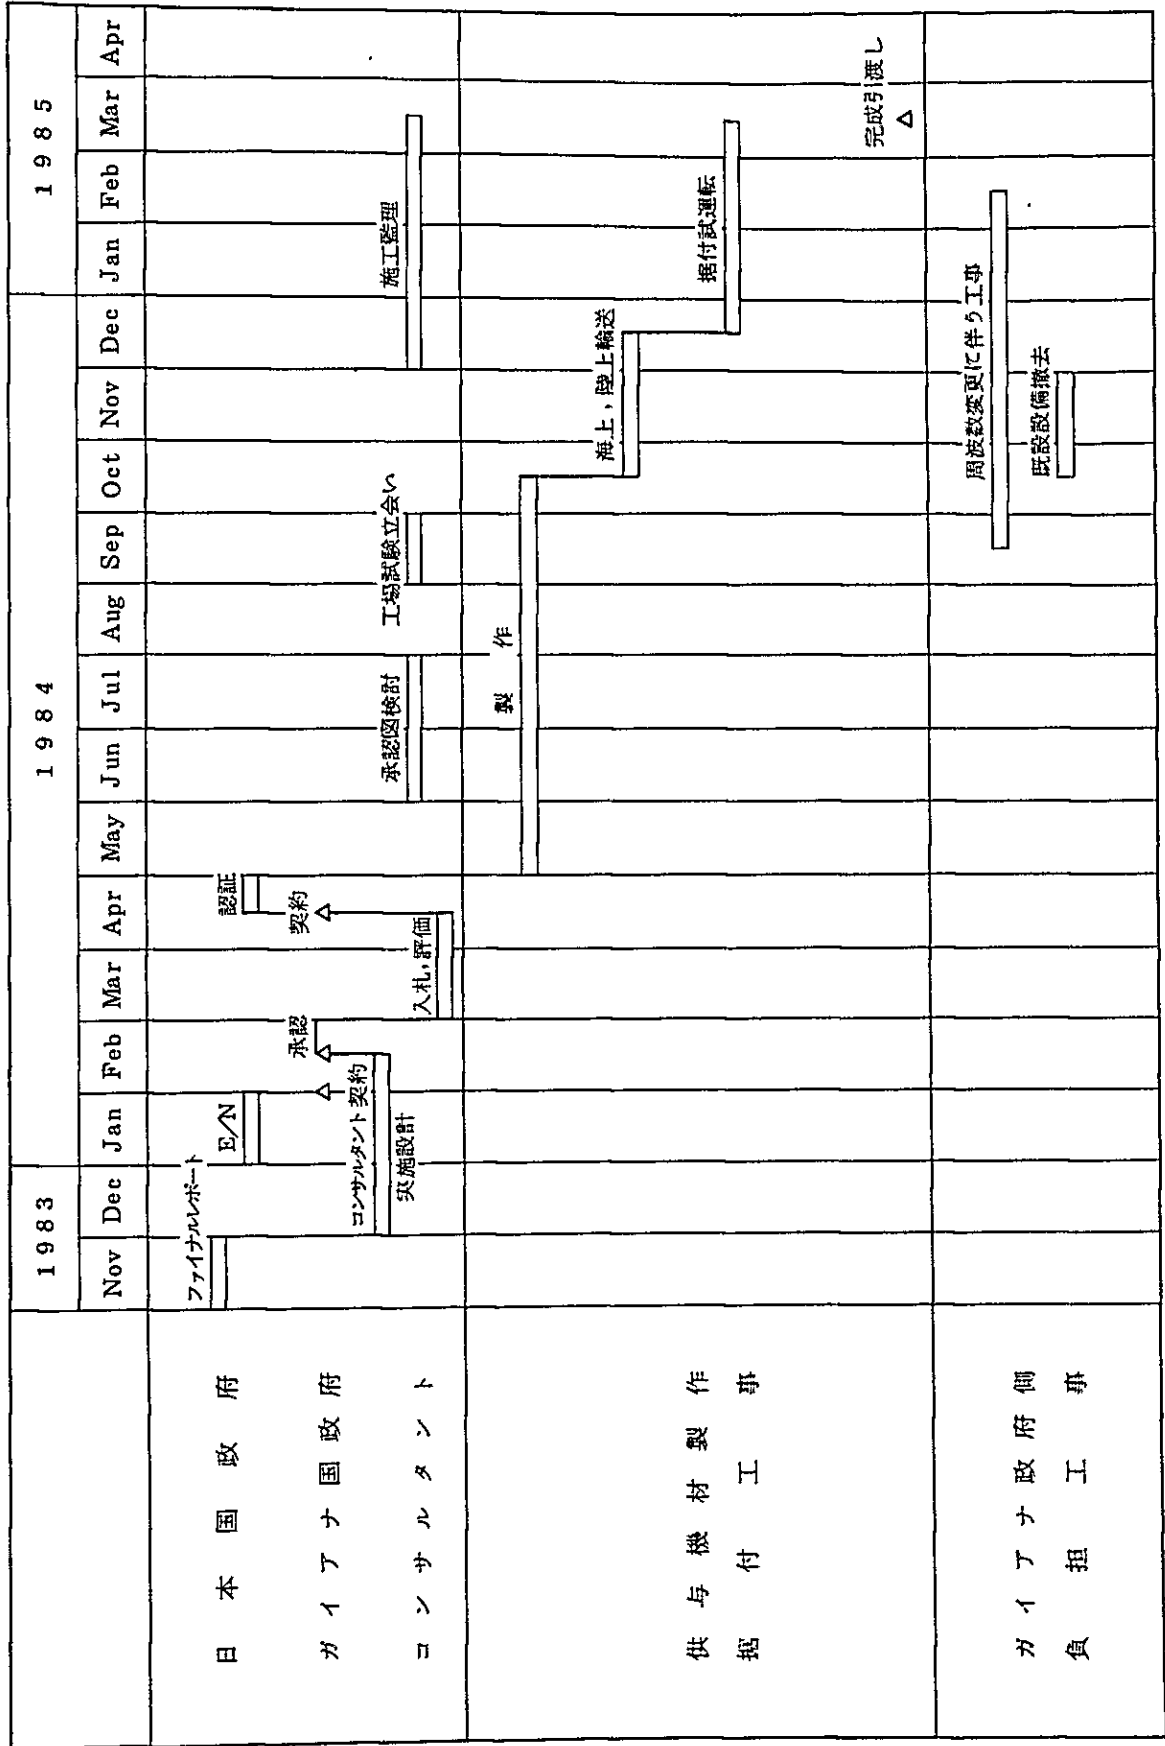 1983
1984
1985
Nov
Dec
Jan
Feb
Mar
Apr
May
Jun
Jul
Aug
Sep
Oct
Nov
Dec
Jan
Feb
Mar
Apr
日本国政府
ガイアナ国政府
コンサルタント
ファイナルレポート
E/N
認証
承認
契約
コンサルタント契約
実施設計
入札,評価
承認図検討
工場試験立会い
施工監理
供与機材製作
据付工事
製作
海上,陸上輸送
据付試運転
完成引渡し
ガイアナ政府側
負担工事
周波数変更に伴う工事
既設設備撤去